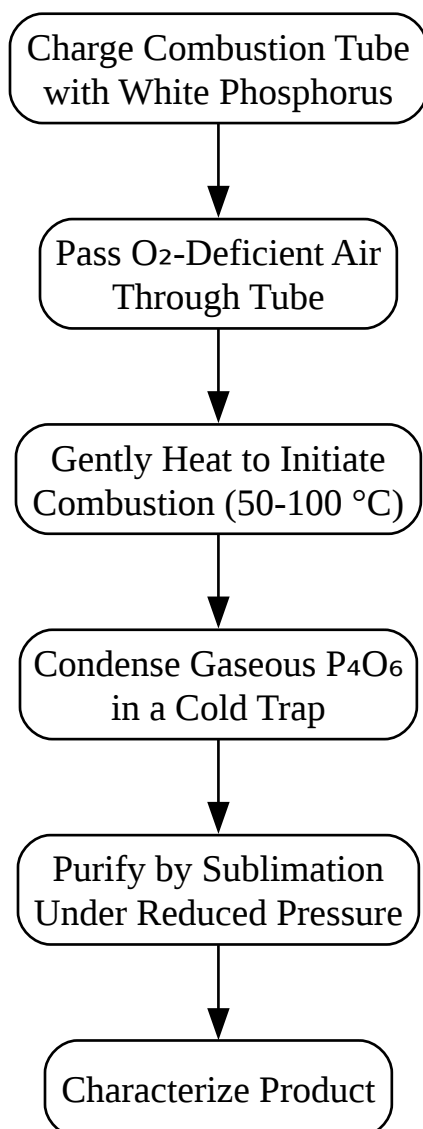 Charge Combustion Tube
with White Phosphorus
Pass O₂-Deficient Air
Through Tube
Gently Heat to Initiate
Combustion (50-100 °C)
Condense Gaseous P₄O₆
in a Cold Trap
Purify by Sublimation
Under Reduced Pressure
Characterize Product